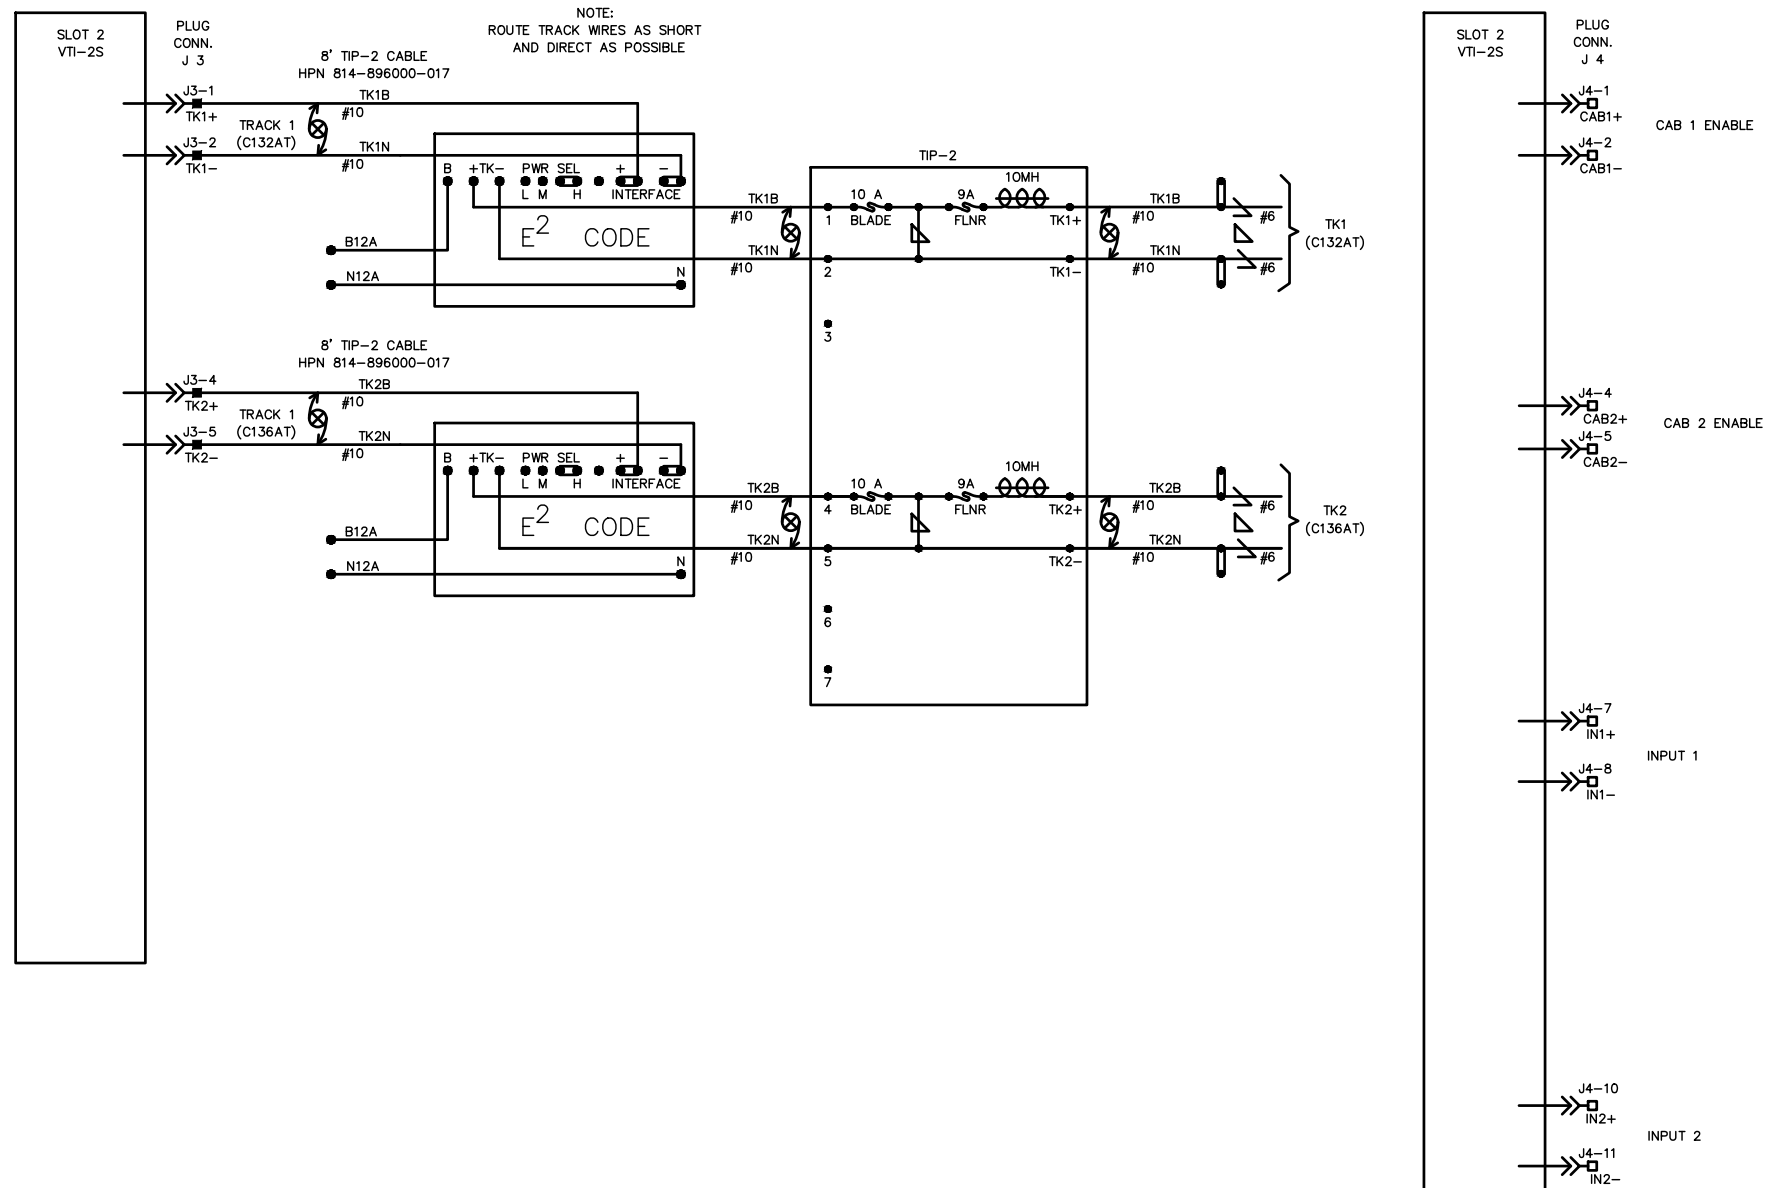 NOTE:
ROUTE TRACK WIRES AS SHORT
AND DIRECT AS POSSIBLE
SLOT 2
VTI-2S
PLUG
CONN.
J 3
8' TIP-2 CABLE
HPN 814-896000-017
J3-1
TK1+
TK1B
#10
TRACK 1
(C132AT)
J3-2
TK1-
TK1N
#10
B +TK- PWR SEL + -
L M H INTERFACE
E2 CODE
B12A
N12A
N
TK1B
#10
TK1N
#10
TIP-2
1
10 A
BLADE
9A
FLNR
10MH
TK1+
2
TK1-
3
TK1B
#10
#6
TK1N
#10
#6
TK1
(C132AT)
8' TIP-2 CABLE
HPN 814-896000-017
J3-4
TK2+
TK2B
#10
TRACK 1
(C136AT)
J3-5
TK2-
TK2N
#10
B +TK- PWR SEL + -
L M H INTERFACE
E2 CODE
B12A
N12A
N
TK2B
#10
TK2N
#10
4
10 A
BLADE
9A
FLNR
10MH
TK2+
5
TK2-
6
7
TK2B
#10
#6
TK2N
#10
#6
TK2
(C136AT)
SLOT 2
VTI-2S
PLUG
CONN.
J 4
J4-1
CAB1+
CAB 1 ENABLE
J4-2
CAB1-
J4-4
CAB2+
CAB 2 ENABLE
J4-5
CAB2-
J4-7
IN1+
INPUT 1
J4-8
IN1-
J4-10
IN2+
INPUT 2
J4-11
IN2-